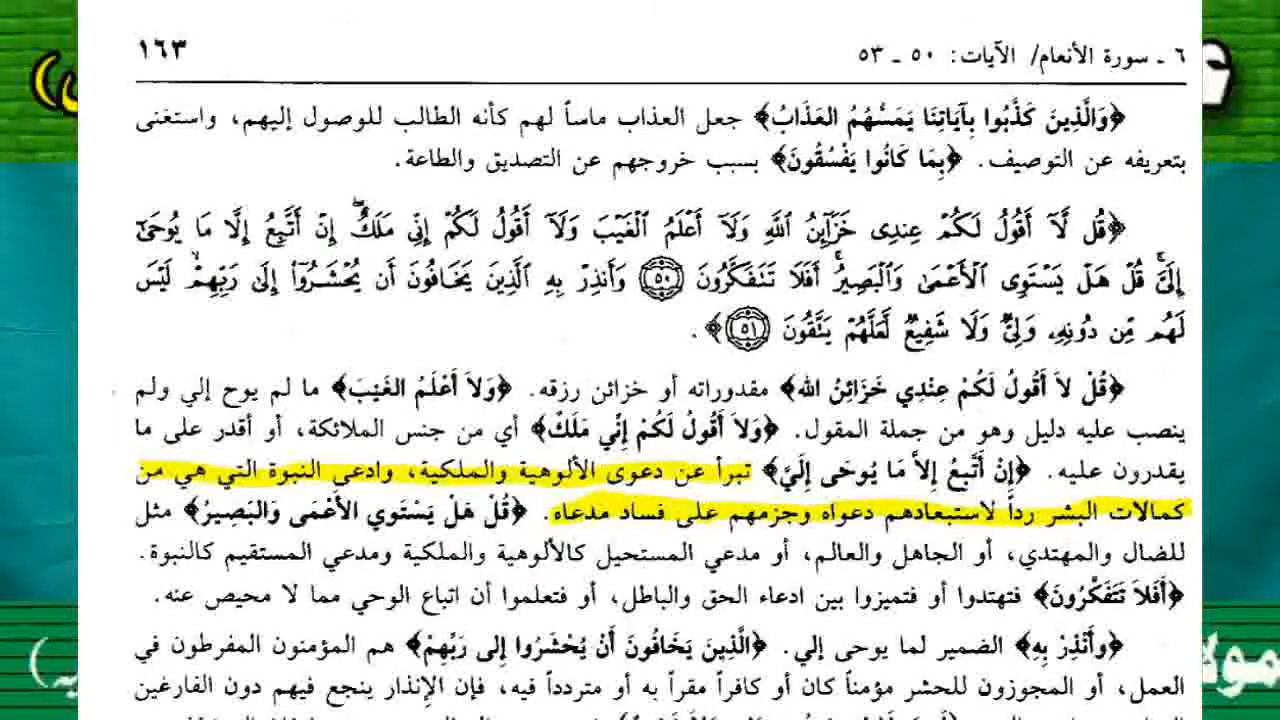 ٦ ـ سورة الأنعام/ الآيات: ٥٠ ـ ٥٣
١٦٣
﴿وَالَّذِينَ كَذَّبُوا بِآيَاتِنَا يَمَسُّهُمُ العَذَابُ﴾ جعل العذاب ماساً لهم كأنه الطالب للوصول إليهم، واستغنى
بتعريفه عن التوصيف. ﴿بِمَا كَانُوا يَفْسُقُونَ﴾ بسبب خروجهم عن التصديق والطاعة.
﴿قُل لَّآ أَقُولُ لَكُمْ عِندِى خَزَآئِنُ ٱللَّهِ وَلَآ أَعْلَمُ ٱلْغَيْبَ وَلَآ أَقُولُ لَكُمْ إِنِّى مَلَكٌ ۖ إِنْ أَتَّبِعُ إِلَّا مَا يُوحَىٰٓ
إِلَىَّ ۚ قُلْ هَلْ يَسْتَوِى ٱلْأَعْمَىٰ وَٱلْبَصِيرُ ۚ أَفَلَا تَتَفَكَّرُونَ ﴿٥٠﴾ وَأَنذِرْ بِهِ ٱلَّذِينَ يَخَافُونَ أَن يُحْشَرُوٓا۟ إِلَىٰ رَبِّهِمْ ۙ لَيْسَ
لَهُم مِّن دُونِهِۦ وَلِىٌّ وَلَا شَفِيعٌ لَّعَلَّهُمْ يَتَّقُونَ ﴿٥١﴾﴾.
﴿قُلْ لاَ أَقُولُ لَكُمْ عِنْدِي خَزَائِنُ الله﴾ مقدوراته أو خزائن رزقه. ﴿وَلاَ أَعْلَمُ الغَيْبَ﴾ ما لم يوح إلي ولم
ينصب عليه دليل وهو من جملة المقول. ﴿وَلاَ أَقُولُ لَكُمْ إِنِّي مَلَكٌ﴾ أي من جنس الملائكة، أو أقدر على ما
يقدرون عليه. ﴿إِنْ أَتَّبِعُ إِلاَّ مَا يُوحَى إِلَيَّ﴾ تبرأ عن دعوى الألوهية والملكية، وادعى النبوة التي هي من
كمالات البشر رداً لاستبعادهم دعواه وجزمهم على فساد مدعاه. ﴿قُلْ هَلْ يَسْتَوِي الأَعْمَى وَالبَصِيرُ﴾ مثل
للضال والمهتدي، أو الجاهل والعالم، أو مدعي المستحيل كالألوهية والملكية ومدعي المستقيم كالنبوة.
﴿أَفَلاَ تَتَفَكَّرُونَ﴾ فتهتدوا أو فتميزوا بين ادعاء الحق والباطل، أو فتعلموا أن اتباع الوحي مما لا محيص عنه.
﴿وَأَنْذِرْ بِهِ﴾ الضمير لما يوحى إلي. ﴿الَّذِينَ يَخَافُونَ أَنْ يُحْشَرُوا إلى رَبِّهِمْ﴾ هم المؤمنون المفرطون في
العمل، أو المجوزون للحشر مؤمناً كان أو كافراً مقراً به أو متردداً فيه، فإن الإنذار ينجع فيهم دون الفارغين